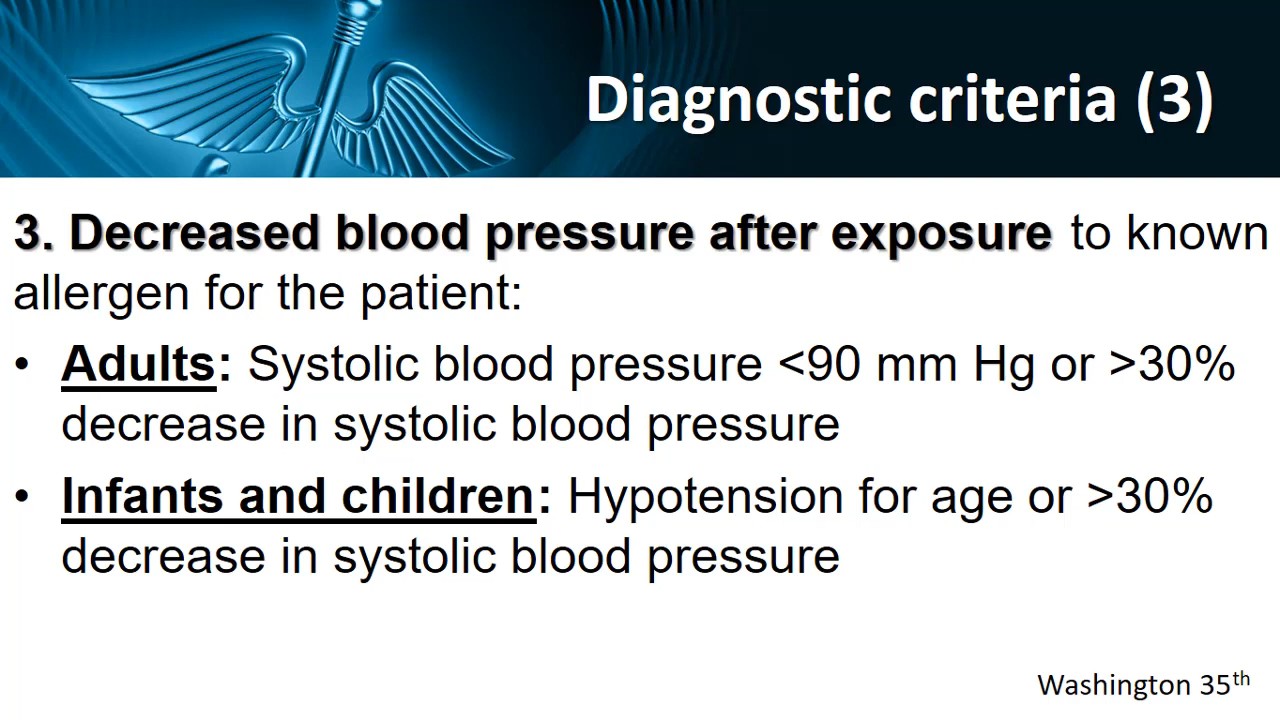 Diagnostic criteria (3)
3. Decreased blood pressure after exposure to known
allergen for the patient:
• Adults: Systolic blood pressure <90 mm Hg or >30%
decrease in systolic blood pressure
• Infants and children: Hypotension for age or >30%
decrease in systolic blood pressure
Washington 35th